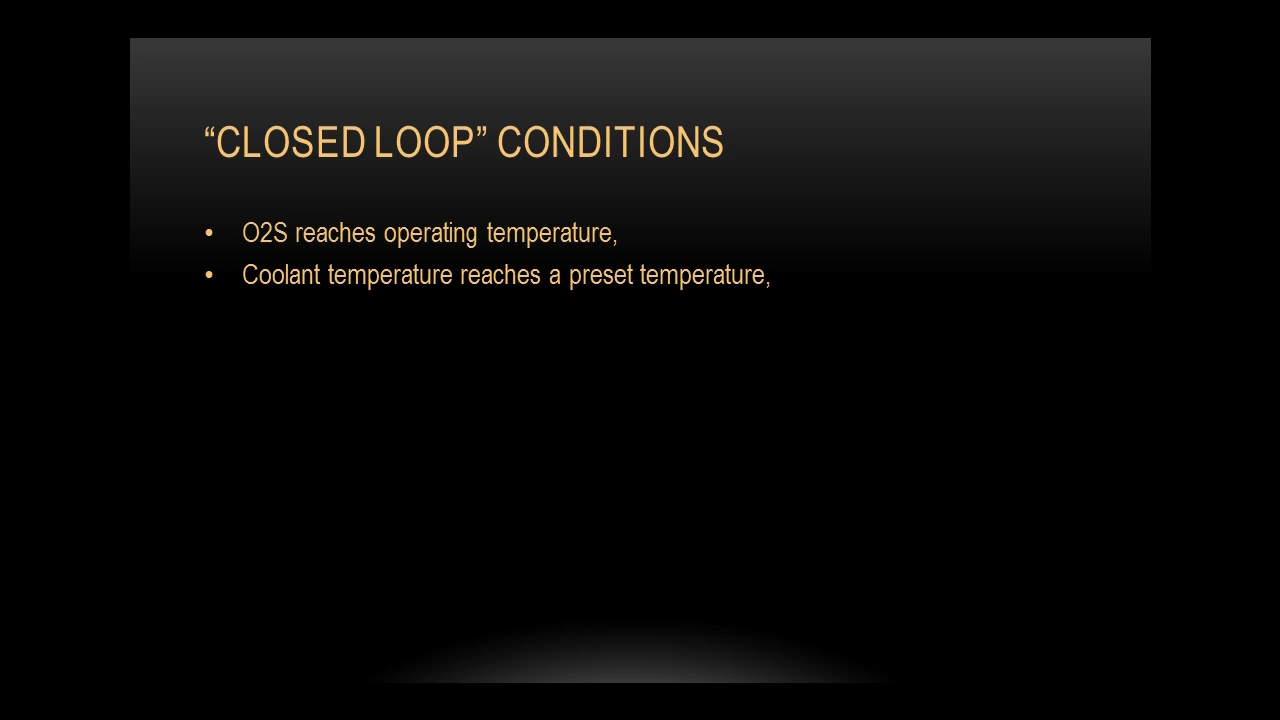 “CLOSED LOOP” CONDITIONS
• O2S reaches operating temperature,
• Coolant temperature reaches a preset temperature,